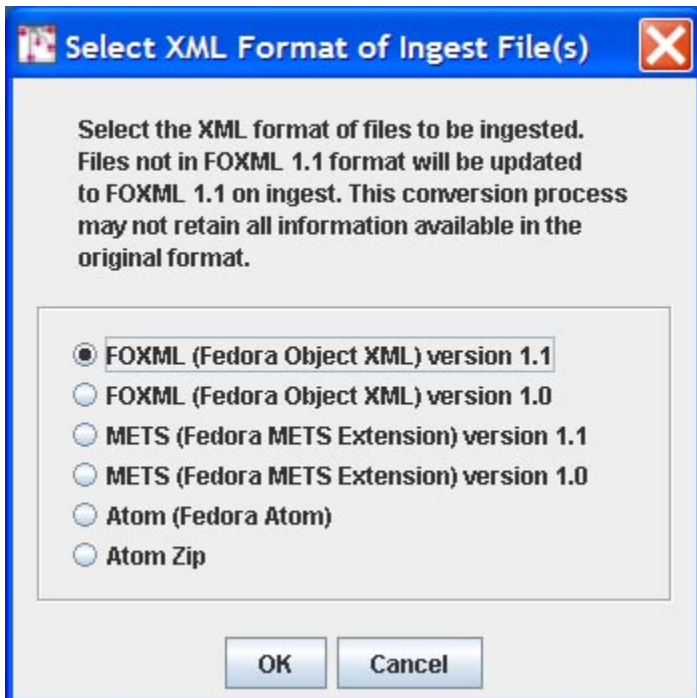 Select XML Format of Ingest File(s)
Select the XML format of files to be ingested.
Files not in FOXML 1.1 format will be updated
to FOXML 1.1 on ingest. This conversion process
may not retain all information available in the
original format.
FOXML (Fedora Object XML) version 1.1
FOXML (Fedora Object XML) version 1.0
METS (Fedora METS Extension) version 1.1
METS (Fedora METS Extension) version 1.0
Atom (Fedora Atom)
Atom Zip
OK
Cancel